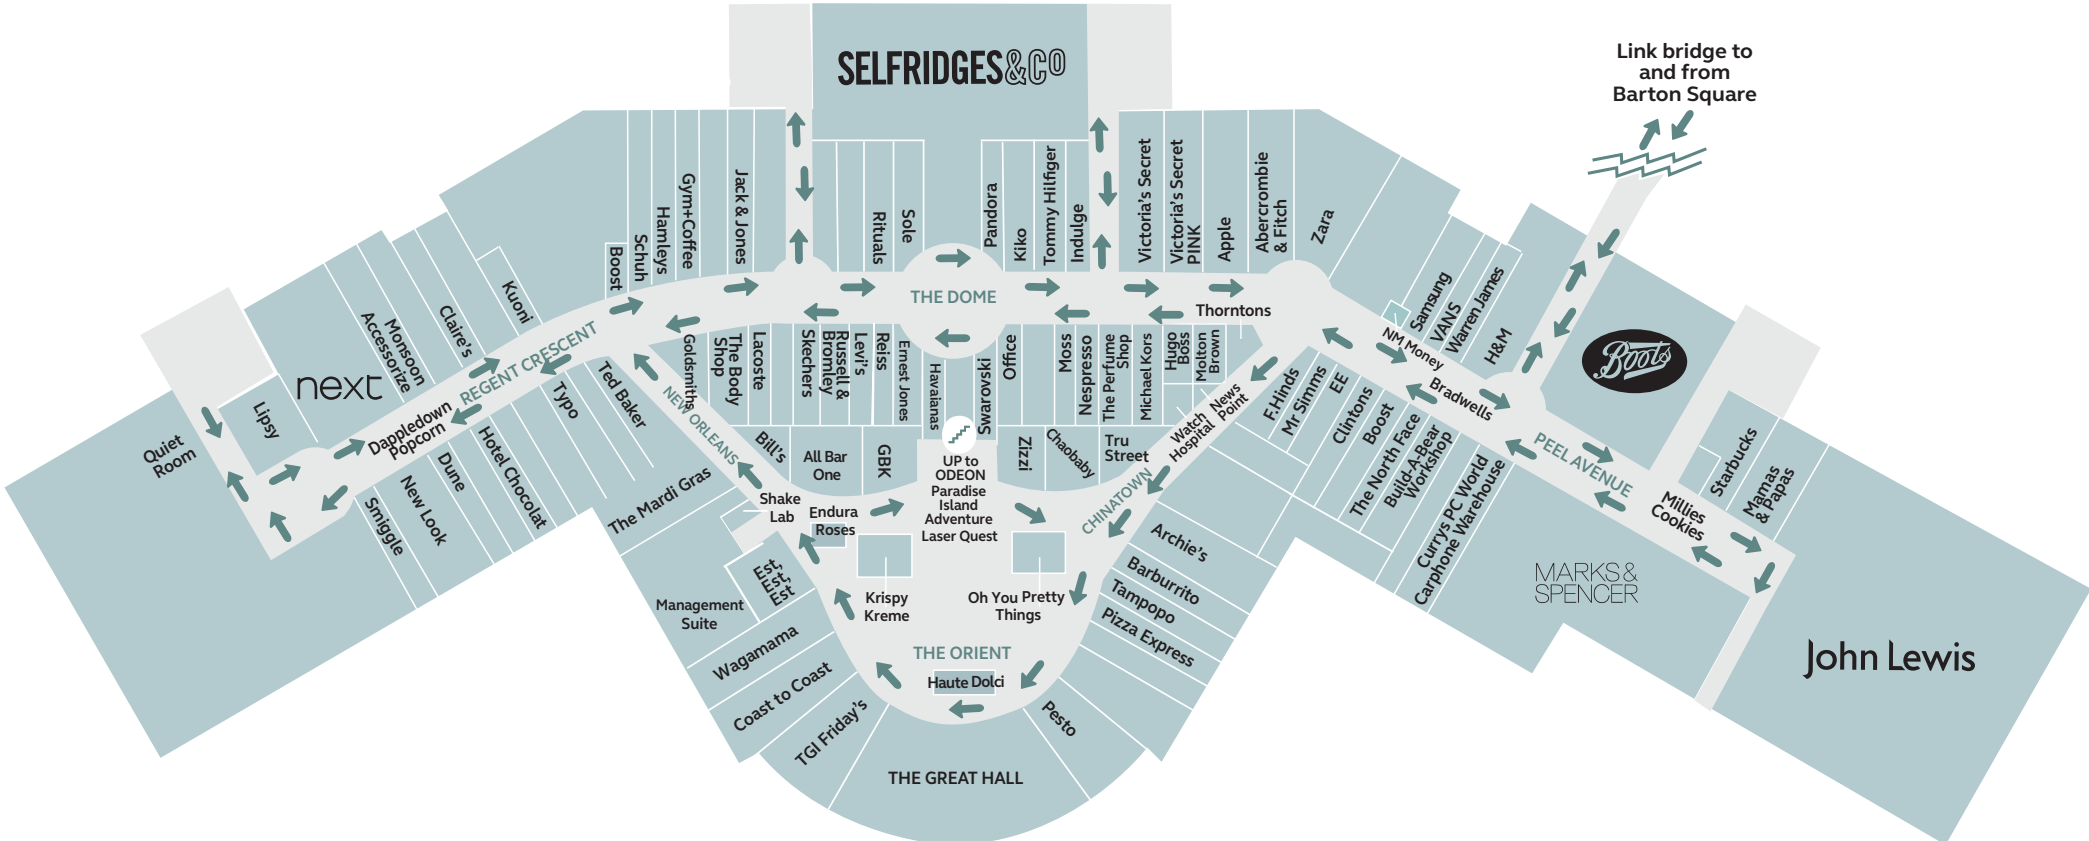 SELFRIDGES&CO
Link bridge to
and from
Barton Square
Quiet
Room
Lipsy
next
Monsoon
Accessorize
Claire's
Kuoni
Boost
Schuh
Hamleys
Gym+Coffee
Jack & Jones
Rituals
Sole
Pandora
Kiko
Tommy Hilfiger
Indulge
Victoria's Secret
Victoria's Secret
PINK
Apple
Abercrombie
& Fitch
Zara
Samsung
VANS
Warren James
H&M
Boots
Starbucks
Mamas
& Papas
John Lewis
REGENT CRESCENT
Dappledown
Popcorn
THE DOME
Thorntons
NM Money
Bradwells
PEEL AVENUE
Millies
Cookies
Smiggle
New Look
Dune
Hotel Chocolat
Typo
Ted Baker
NEW ORLEANS
Goldsmiths
The Body
Shop
Lacoste
Skechers
Russell &
Bromley
Levi's
Reiss
Ernest Jones
Havaianas
Swarovski
Office
Moss
Nespresso
The Perfume
Shop
Michael Kors
Hugo
Boss
Molton
Brown
Watch
Hospital
News
Point
F.Hinds
Mr Simms
EE
Clintons
Boost
The North Face
Build-A-Bear
Workshop
Currys PC World
Carphone Warehouse
MARKS &
SPENCER
The Mardi Gras
Bill's
All Bar
One
GBK
UP to
ODEON
Paradise
Island
Adventure
Laser Quest
Zizzi
Chaobaby
Tru
Street
CHINATOWN
Shake
Lab
Endura
Roses
Krispy
Kreme
Oh You Pretty
Things
Est,
Est,
Est
Management
Suite
Wagamama
Coast to Coast
TGI Friday's
THE ORIENT
Haute Dolci
THE GREAT HALL
Pesto
Archie's
Barburrito
Tampopo
Pizza Express